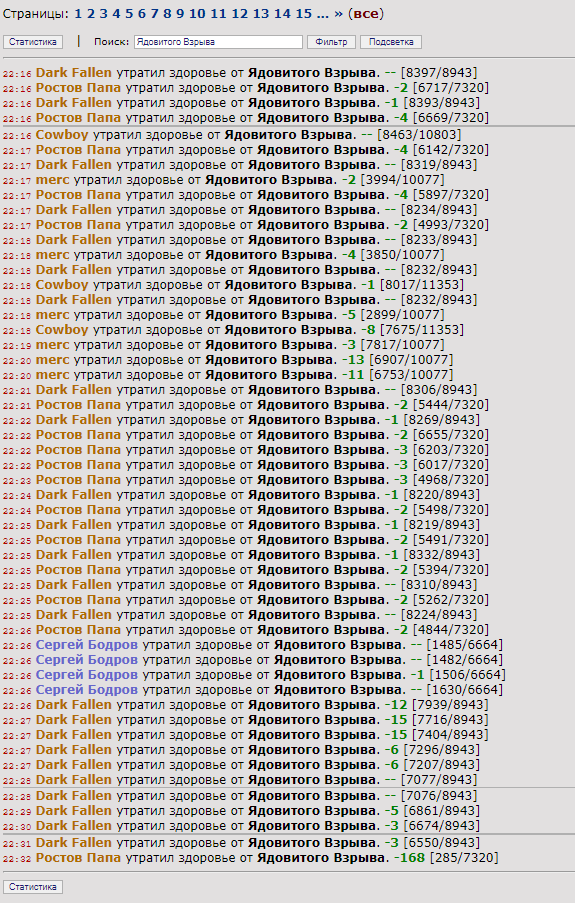 Страницы: 1 2 3 4 5 6 7 8 9 10 11 12 13 14 15 ... » (все)
Статистика | Поиск: Ядовитого Взрыва Фильтр Подсветка
22:16 Dark Fallen утратил здоровье от Ядовитого Взрыва. -- [8397/8943]
22:16 Ростов Папа утратил здоровье от Ядовитого Взрыва. -2 [6717/7320]
22:16 Dark Fallen утратил здоровье от Ядовитого Взрыва. -1 [8393/8943]
22:16 Ростов Папа утратил здоровье от Ядовитого Взрыва. -4 [6669/7320]
22:16 Cowboy утратил здоровье от Ядовитого Взрыва. -- [8463/10803]
22:17 Ростов Папа утратил здоровье от Ядовитого Взрыва. -4 [6142/7320]
22:17 Dark Fallen утратил здоровье от Ядовитого Взрыва. -- [8319/8943]
22:17 merc утратил здоровье от Ядовитого Взрыва. -2 [3994/10077]
22:17 Ростов Папа утратил здоровье от Ядовитого Взрыва. -4 [5897/7320]
22:17 Dark Fallen утратил здоровье от Ядовитого Взрыва. -- [8234/8943]
22:17 Ростов Папа утратил здоровье от Ядовитого Взрыва. -2 [4993/7320]
22:18 Dark Fallen утратил здоровье от Ядовитого Взрыва. -- [8233/8943]
22:18 merc утратил здоровье от Ядовитого Взрыва. -4 [3850/10077]
22:18 Dark Fallen утратил здоровье от Ядовитого Взрыва. -- [8232/8943]
22:18 Cowboy утратил здоровье от Ядовитого Взрыва. -1 [8017/11353]
22:18 Dark Fallen утратил здоровье от Ядовитого Взрыва. -- [8232/8943]
22:18 merc утратил здоровье от Ядовитого Взрыва. -5 [2899/10077]
22:18 Cowboy утратил здоровье от Ядовитого Взрыва. -8 [7675/11353]
22:19 merc утратил здоровье от Ядовитого Взрыва. -3 [7817/10077]
22:20 merc утратил здоровье от Ядовитого Взрыва. -13 [6907/10077]
22:20 merc утратил здоровье от Ядовитого Взрыва. -11 [6753/10077]
22:21 Dark Fallen утратил здоровье от Ядовитого Взрыва. -- [8306/8943]
22:21 Ростов Папа утратил здоровье от Ядовитого Взрыва. -2 [5444/7320]
22:22 Dark Fallen утратил здоровье от Ядовитого Взрыва. -1 [8269/8943]
22:22 Ростов Папа утратил здоровье от Ядовитого Взрыва. -2 [6655/7320]
22:22 Ростов Папа утратил здоровье от Ядовитого Взрыва. -3 [6203/7320]
22:22 Ростов Папа утратил здоровье от Ядовитого Взрыва. -3 [6017/7320]
22:23 Ростов Папа утратил здоровье от Ядовитого Взрыва. -3 [4968/7320]
22:24 Dark Fallen утратил здоровье от Ядовитого Взрыва. -1 [8220/8943]
22:24 Ростов Папа утратил здоровье от Ядовитого Взрыва. -2 [5498/7320]
22:25 Dark Fallen утратил здоровье от Ядовитого Взрыва. -1 [8219/8943]
22:25 Ростов Папа утратил здоровье от Ядовитого Взрыва. -2 [5491/7320]
22:25 Dark Fallen утратил здоровье от Ядовитого Взрыва. -1 [8332/8943]
22:25 Ростов Папа утратил здоровье от Ядовитого Взрыва. -2 [5394/7320]
22:25 Dark Fallen утратил здоровье от Ядовитого Взрыва. -- [8310/8943]
22:25 Ростов Папа утратил здоровье от Ядовитого Взрыва. -2 [5262/7320]
22:25 Dark Fallen утратил здоровье от Ядовитого Взрыва. -- [8224/8943]
22:26 Ростов Папа утратил здоровье от Ядовитого Взрыва. -2 [4844/7320]
22:26 Сергей Бодров утратил здоровье от Ядовитого Взрыва. -- [1485/6664]
22:26 Сергей Бодров утратил здоровье от Ядовитого Взрыва. -- [1482/6664]
22:26 Сергей Бодров утратил здоровье от Ядовитого Взрыва. -1 [1506/6664]
22:26 Сергей Бодров утратил здоровье от Ядовитого Взрыва. -- [1630/6664]
22:26 Dark Fallen утратил здоровье от Ядовитого Взрыва. -12 [7939/8943]
22:27 Dark Fallen утратил здоровье от Ядовитого Взрыва. -15 [7716/8943]
22:27 Dark Fallen утратил здоровье от Ядовитого Взрыва. -15 [7404/8943]
22:27 Dark Fallen утратил здоровье от Ядовитого Взрыва. -6 [7296/8943]
22:27 Dark Fallen утратил здоровье от Ядовитого Взрыва. -6 [7207/8943]
22:28 Dark Fallen утратил здоровье от Ядовитого Взрыва. -- [7077/8943]
22:28 Dark Fallen утратил здоровье от Ядовитого Взрыва. -- [7076/8943]
22:29 Dark Fallen утратил здоровье от Ядовитого Взрыва. -5 [6861/8943]
22:30 Dark Fallen утратил здоровье от Ядовитого Взрыва. -3 [6674/8943]
22:31 Dark Fallen утратил здоровье от Ядовитого Взрыва. -3 [6550/8943]
22:32 Ростов Папа утратил здоровье от Ядовитого Взрыва. -168 [285/7320]
Статистика